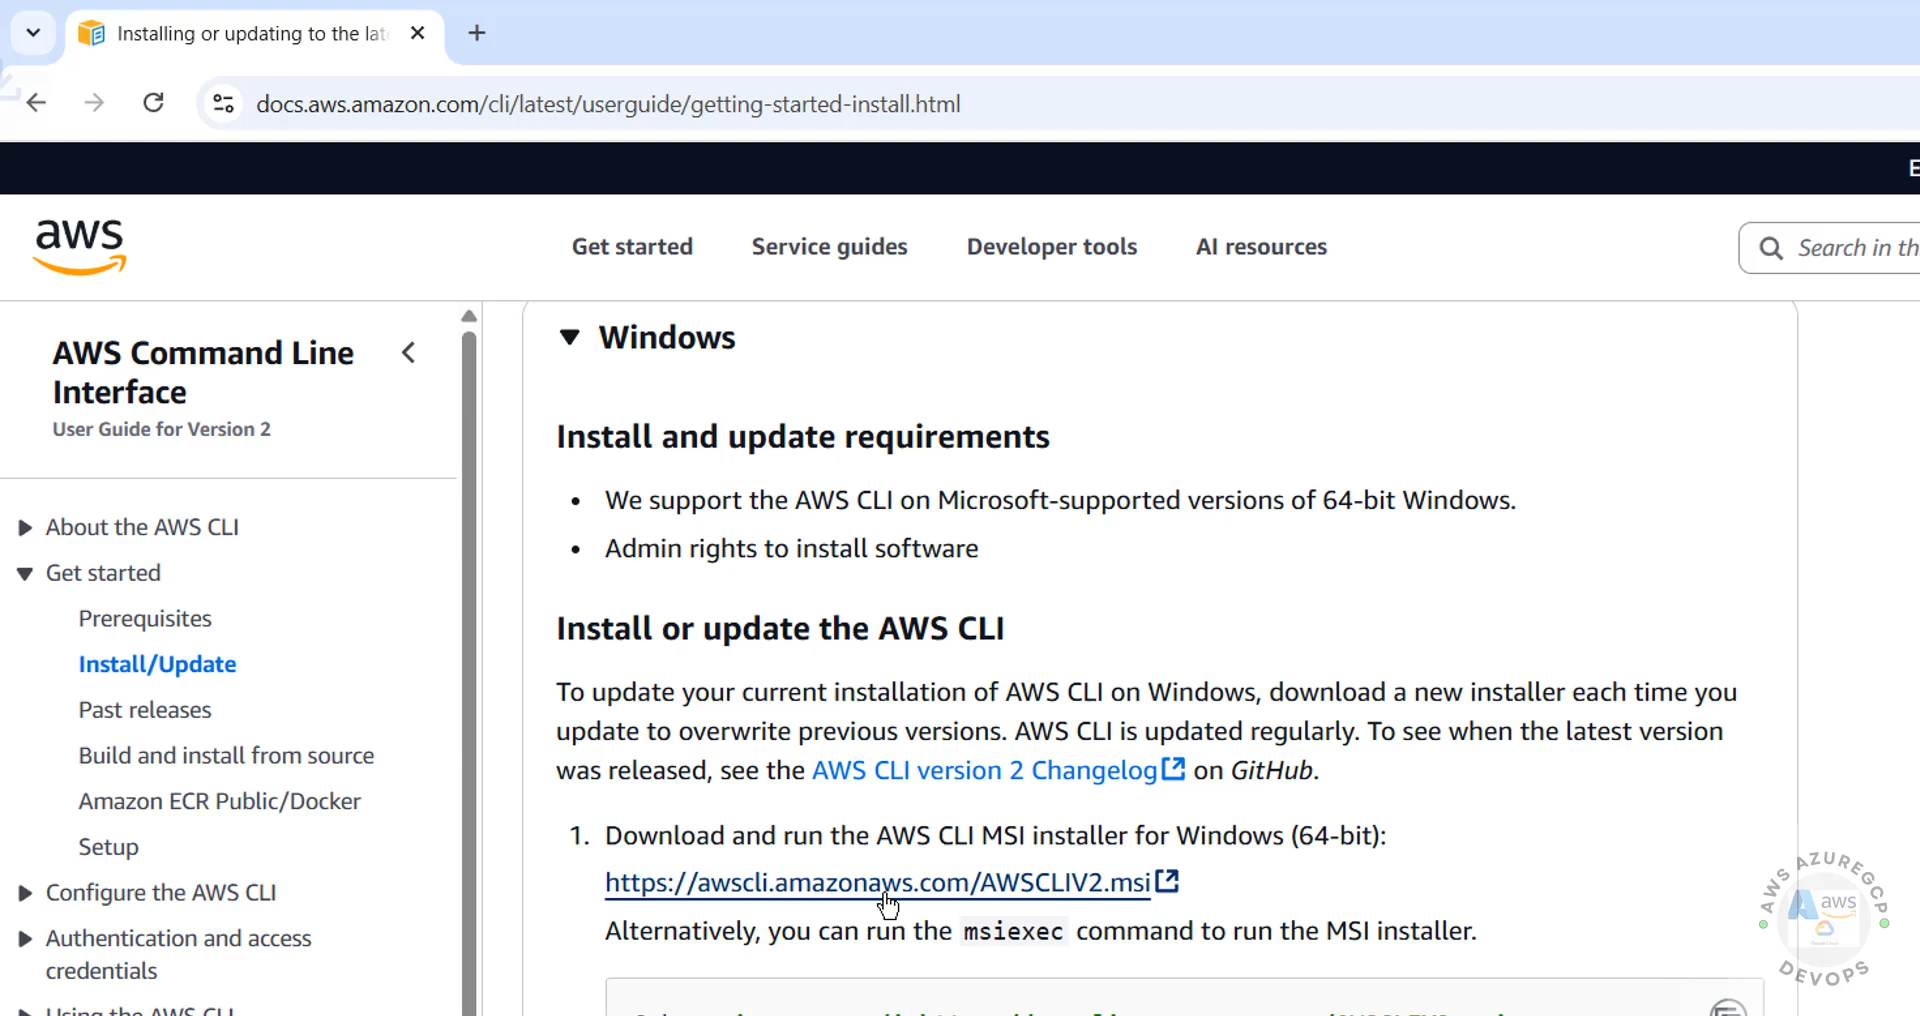 Installing or updating to the lat
docs.aws.amazon.com/cli/latest/userguide/getting-started-install.html
E
aws
Get started
Service guides
Developer tools
AI resources
Search in th
AWS Command Line
Interface
User Guide for Version 2
About the AWS CLI
Get started
Prerequisites
Install/Update
Past releases
Build and install from source
Amazon ECR Public/Docker
Setup
Configure the AWS CLI
Authentication and access
credentials
Using the AWS CLI
Windows
Install and update requirements
• We support the AWS CLI on Microsoft-supported versions of 64-bit Windows.
• Admin rights to install software
Install or update the AWS CLI
To update your current installation of AWS CLI on Windows, download a new installer each time you
update to overwrite previous versions. AWS CLI is updated regularly. To see when the latest version
was released, see the AWS CLI version 2 Changelog on GitHub.
1. Download and run the AWS CLI MSI installer for Windows (64-bit):
https://awscli.amazonaws.com/AWSCLIV2.msi
Alternatively, you can run the msiexec command to run the MSI installer.
AWS AZUREGCP
aws
DEVOPS